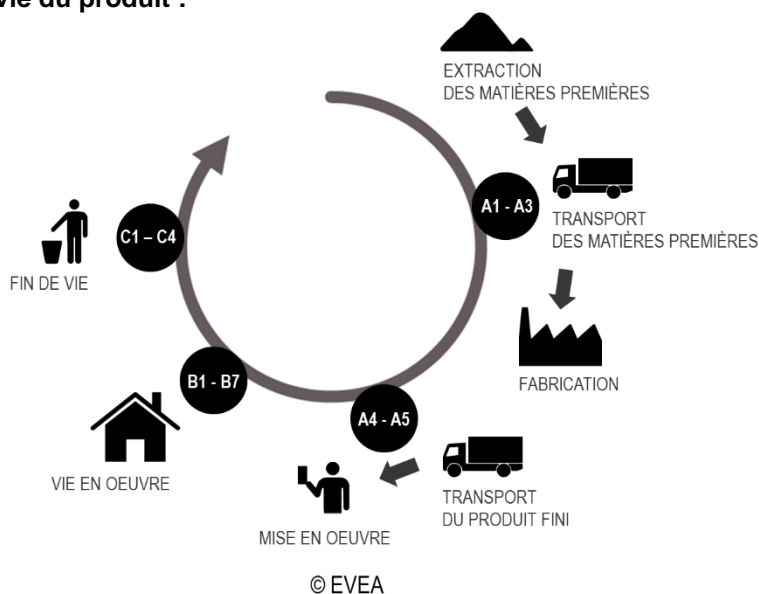 vie du produit :
EXTRACTION
DES MATIÈRES PREMIÈRES
A1 - A3
TRANSPORT
DES MATIÈRES PREMIÈRES
FABRICATION
A4 - A5
TRANSPORT
DU PRODUIT FINI
MISE EN OEUVRE
B1 - B7
VIE EN OEUVRE
C1 – C4
FIN DE VIE
© EVEA